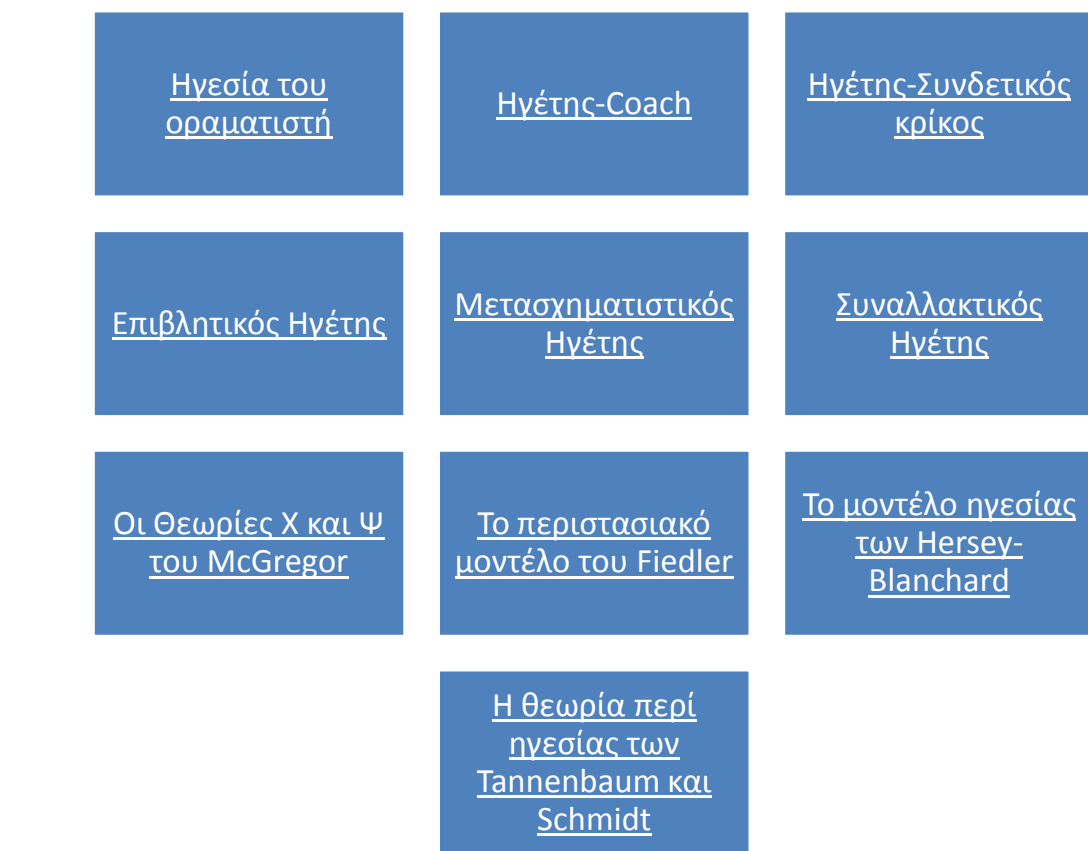 Ηγεσία του
οραματιστή
Ηγέτης-Coach
Ηγέτης-Συνδετικός
κρίκος
Επιβλητικός Ηγέτης
Μετασχηματιστικός
Ηγέτης
Συναλλακτικός
Ηγέτης
Οι Θεωρίες Χ και Ψ
του McGregor
Το περιστασιακό
μοντέλο του Fiedler
Το μοντέλο ηγεσίας
των Hersey-
Blanchard
Η θεωρία περί
ηγεσίας των
Tannenbaum και
Schmidt